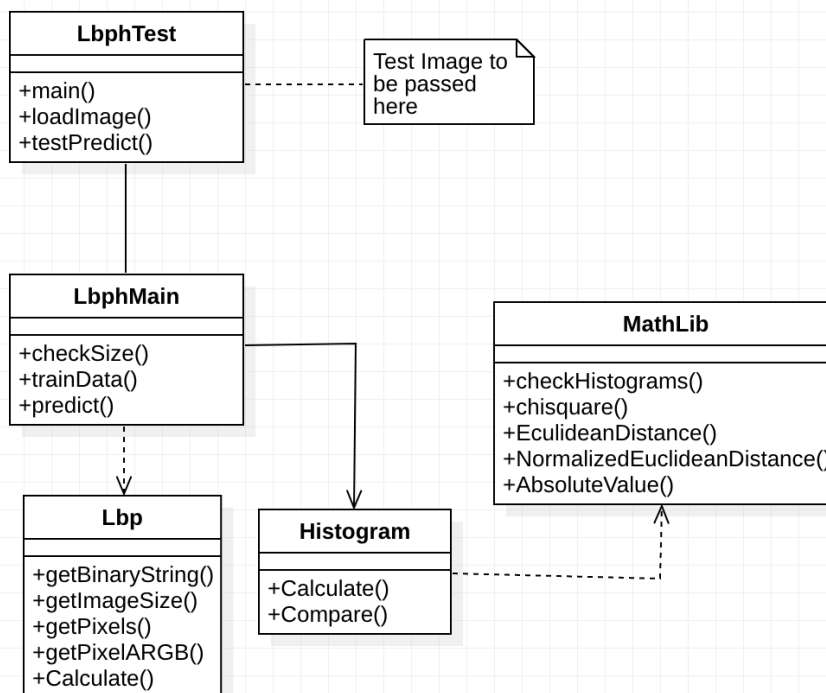 LbphTest
+main()
+loadImage()
+testPredict()
Test Image to
be passed
here
LbphMain
+checkSize()
+trainData()
+predict()
MathLib
+checkHistograms()
+chisquare()
+EculideanDistance()
+NormalizedEuclideanDistance()
+AbsoluteValue()
Lbp
+getBinaryString()
+getImageSize()
+getPixels()
+getPixelARGB()
+Calculate()
Histogram
+Calculate()
+Compare()